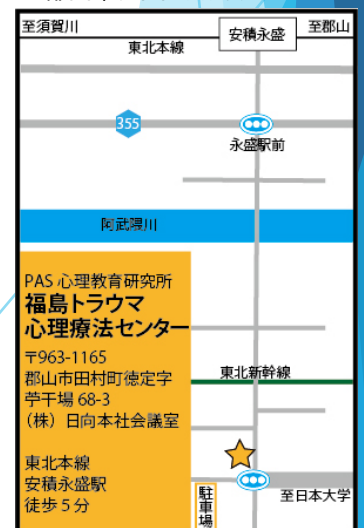 至須賀川
安積永盛
至郡山
東北本線
355
永盛駅前
阿武隈川
PAS 心理教育研究所
福島トラウマ
心理療法センター
〒963-1165
郡山市田村町徳定字
苧干場 68-3
(株)日向本社会議室
東北新幹線
東北本線
安積永盛駅
徒歩5分
駐車場
至日本大学